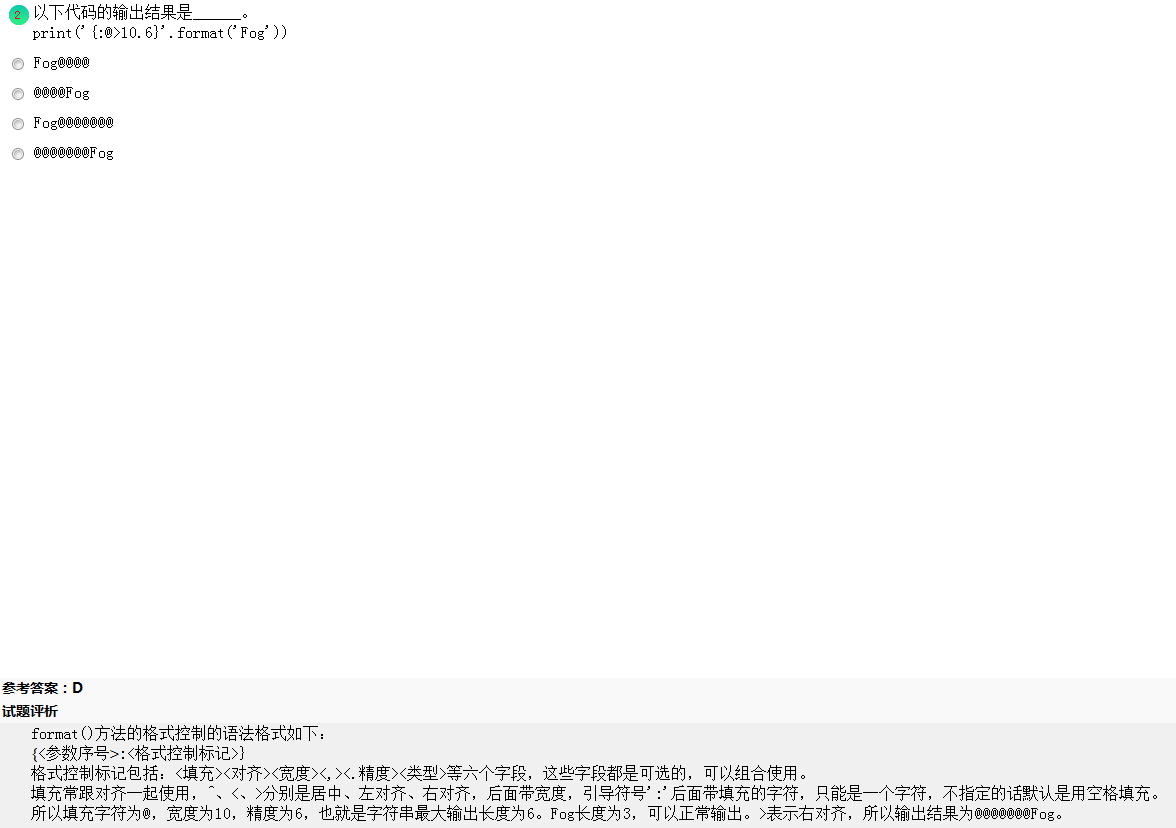 2 以下代码的输出结果是______。
print('{:@>10.6}'.format('Fog'))
Fog@@@@
@@@@Fog
Fog@@@@@@@
@@@@@@@Fog
参考答案：D
试题评析
format()方法的格式控制的语法格式如下：
{<参数序号>:<格式控制标记>}
格式控制标记包括：<填充><对齐><宽度><,><.精度><类型>等六个字段，这些字段都是可选的，可以组合使用。
填充常跟对齐一起使用，^、<、>分别是居中、左对齐、右对齐，后面带宽度，引导符号':'后面带填充的字符，只能是一个字符，不指定的话默认是用空格填充。
所以填充字符为@，宽度为10，精度为6，也就是字符串最大输出长度为6。Fog长度为3，可以正常输出。>表示右对齐，所以输出结果为@@@@@@@Fog。